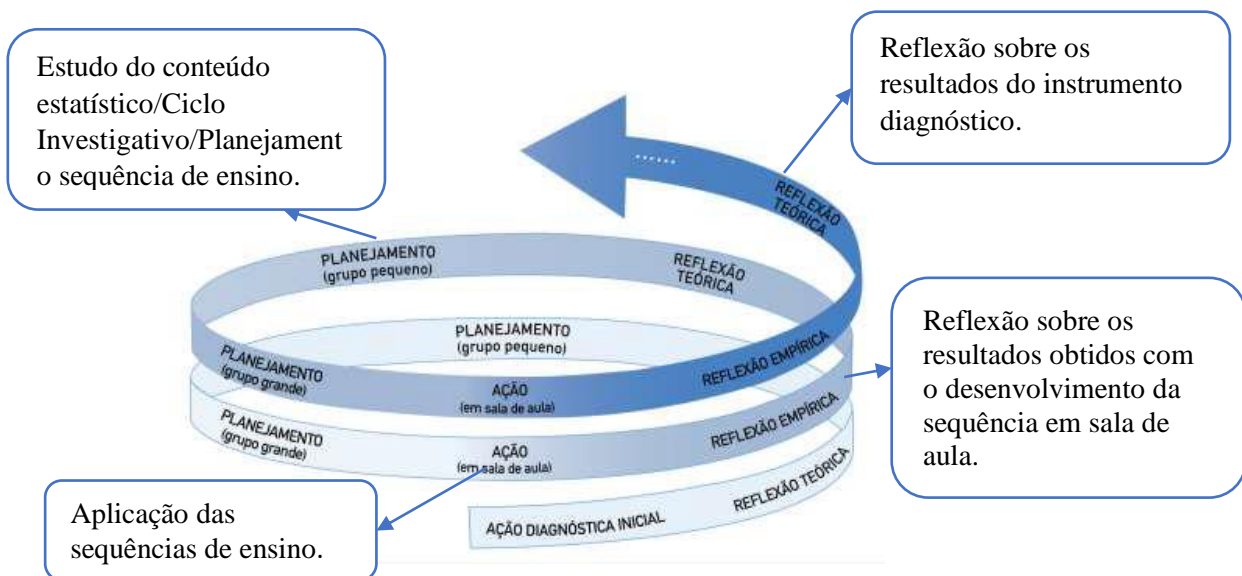 Estudo do conteúdo
estatístico/Ciclo
Investigativo/Planejament
o sequência de ensino.
Reflexão sobre os
resultados do instrumento
diagnóstico.
......
REFLEXÃO
TEÓRICA
PLANEJAMENTO
(grupo pequeno)
REFLEXÃO
TEÓRICA
PLANEJAMENTO
(grupo pequeno)
REFLEXÃO EMPÍRICA
PLANEJAMENTO
(grupo grande)
AÇÃO
(em sala de aula)
Reflexão sobre os
resultados obtidos com
o desenvolvimento da
sequência em sala de
aula.
PLANEJAMENTO
(grupo grande)
AÇÃO
(em sala de aula)
REFLEXÃO EMPÍRICA
REFLEXÃO TEÓRICA
AÇÃO DIAGNÓSTICA INICIAL
Aplicação das
sequências de ensino.